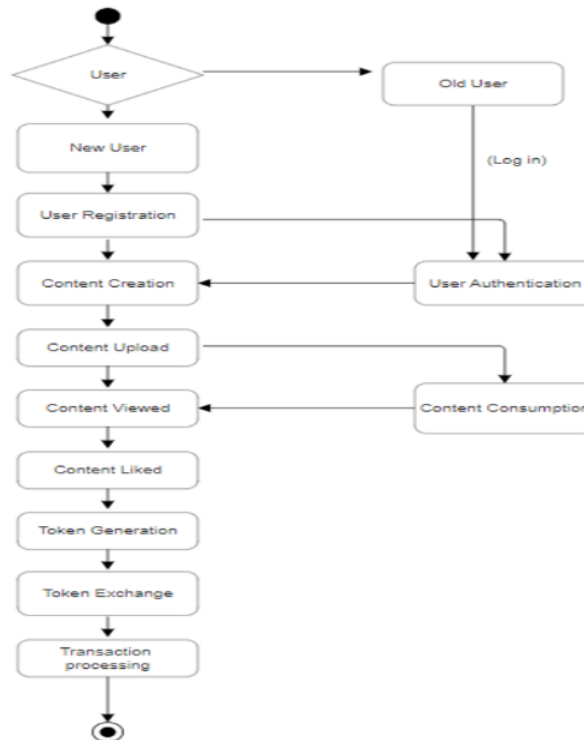 User
Old User
New User
(Log in)
User Registration
Content Creation
User Authentication
Content Upload
Content Viewed
Content Consumption
Content Liked
Token Generation
Token Exchange
Transaction
processing